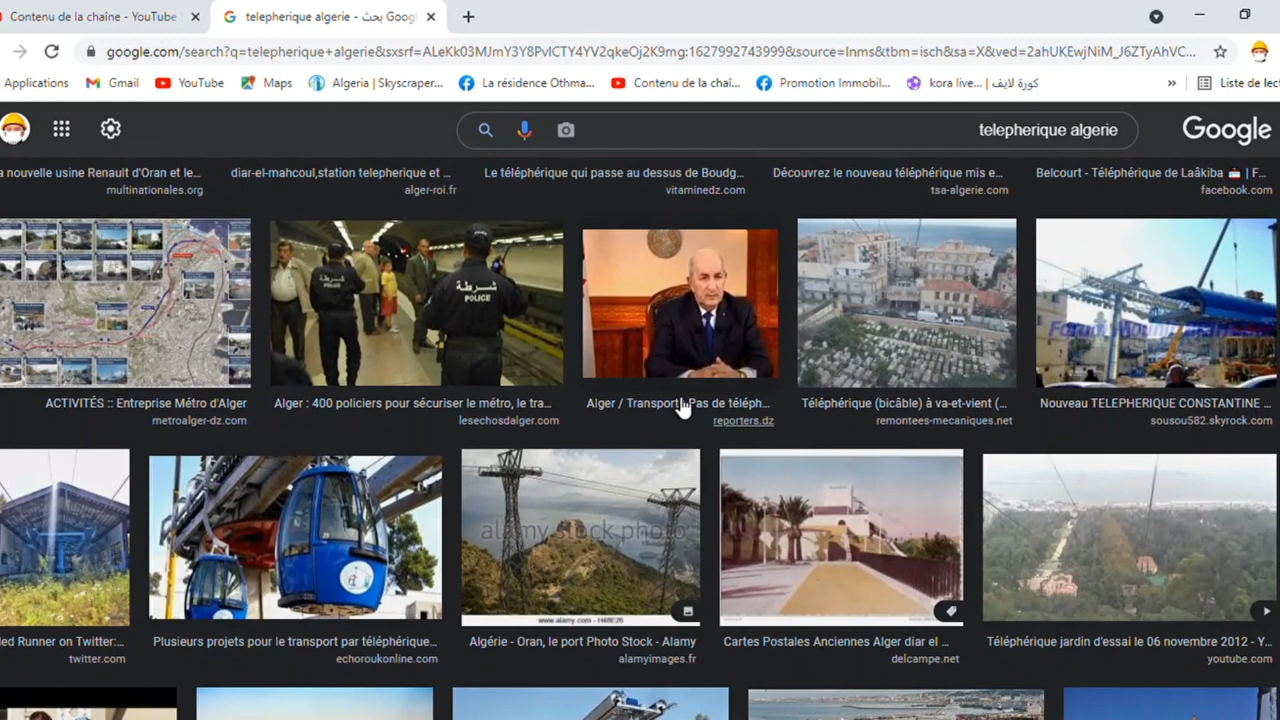 Contenu de la chaîne - YouTube
telepherique algerie - بحث Goog
google.com/search?q=telepherique+algerie&sxsrf=ALeKk03MJmY3Y8PvlCTY4YV2qkeOj2K9mg:1627992743999&source=lnms&tbm=isch&sa=X&ved=2ahUKEwjNiM_J6ZTyAhVC...
Applications
Gmail
YouTube
Maps
Algeria | Skyscraper...
La résidence Othma...
Contenu de la chaî...
Promotion Immobil...
kora live... | كورة لايف
»
Liste de lect
telepherique algerie
Google
a nouvelle usine Renault d'Oran et le...
multinationales.org
diar-el-mahcoul,station telepherique et ...
alger-roi.fr
Le téléphérique qui passe au dessus de Boudg...
vitaminedz.com
Découvrez le nouveau téléphérique mis e...
tsa-algerie.com
Belcourt - Téléphérique de Laâkiba 📩 | F...
facebook.com
شرطة
POLICE
شرطة
POLICE
ACTIVITÉS :: Entreprise Métro d'Alger
metroalger-dz.com
Alger : 400 policiers pour sécuriser le métro, le tra...
lesechosdalger.com
Alger / Transport: Pas de téléph...
reporters.dz
Téléphérique (bicâble) à va-et-vient (...
remontees-mecaniques.net
Nouveau TELEPHERIQUE CONSTANTINE ...
sousou582.skyrock.com
alamy stock photo
www.alamy.com - H48E26
ed Runner on Twitter:...
twitter.com
Plusieurs projets pour le transport par téléphérique...
echoroukonline.com
Algérie - Oran, le port Photo Stock - Alamy
alamyimages.fr
Cartes Postales Anciennes Alger diar el ...
delcampe.net
Téléphérique jardin d'essai le 06 novembre 2012 - Y...
youtube.com